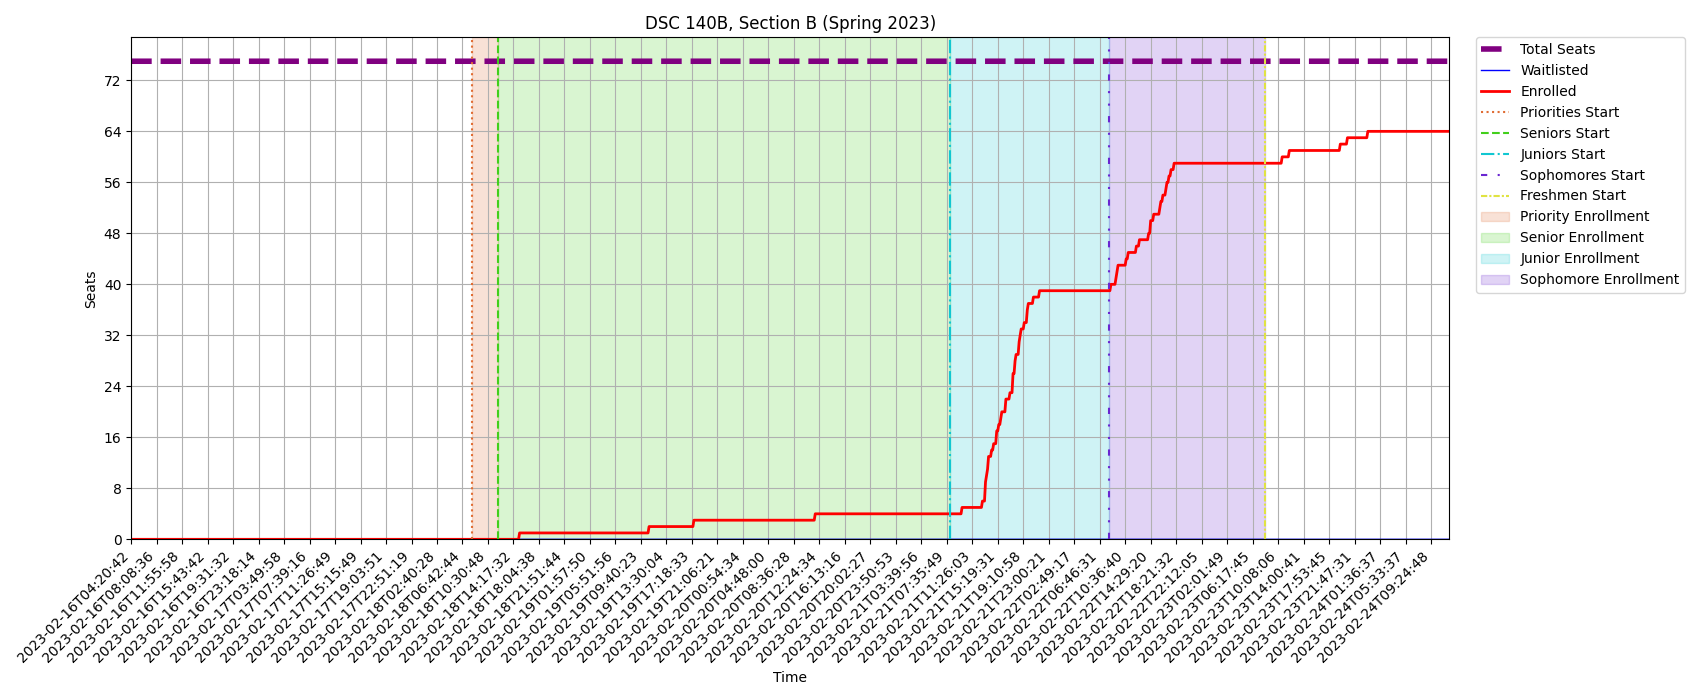 DSC 140B, Section B (Spring 2023)
Total Seats
Waitlisted
Enrolled
Priorities Start
Seniors Start
Juniors Start
Sophomores Start
Freshmen Start
Priority Enrollment
Senior Enrollment
Junior Enrollment
Sophomore Enrollment
Seats
72
64
56
48
40
32
24
16
8
0
2023-02-16T04:20:42
2023-02-16T08:08:36
2023-02-16T11:55:58
2023-02-16T15:43:42
2023-02-16T19:31:32
2023-02-16T23:18:14
2023-02-17T03:49:58
2023-02-17T07:39:16
2023-02-17T11:26:49
2023-02-17T15:15:49
2023-02-17T19:03:51
2023-02-17T22:51:19
2023-02-18T02:40:28
2023-02-18T06:42:44
2023-02-18T10:30:48
2023-02-18T14:17:32
2023-02-18T18:04:38
2023-02-18T21:51:44
2023-02-19T01:57:50
2023-02-19T05:51:56
2023-02-19T09:40:23
2023-02-19T13:30:04
2023-02-19T17:18:33
2023-02-19T21:06:21
2023-02-20T00:54:34
2023-02-20T04:48:00
2023-02-20T08:36:28
2023-02-20T12:24:34
2023-02-20T16:13:16
2023-02-20T20:02:27
2023-02-20T23:50:53
2023-02-21T03:39:56
2023-02-21T07:35:49
2023-02-21T11:26:03
2023-02-21T15:19:31
2023-02-21T19:10:58
2023-02-21T23:00:21
2023-02-22T02:49:17
2023-02-22T06:46:31
2023-02-22T10:36:40
2023-02-22T14:29:20
2023-02-22T18:21:32
2023-02-22T22:12:05
2023-02-23T02:01:49
2023-02-23T06:17:45
2023-02-23T10:08:06
2023-02-23T14:00:41
2023-02-23T17:53:45
2023-02-23T21:47:31
2023-02-24T01:36:37
2023-02-24T05:33:37
2023-02-24T09:24:48
Time